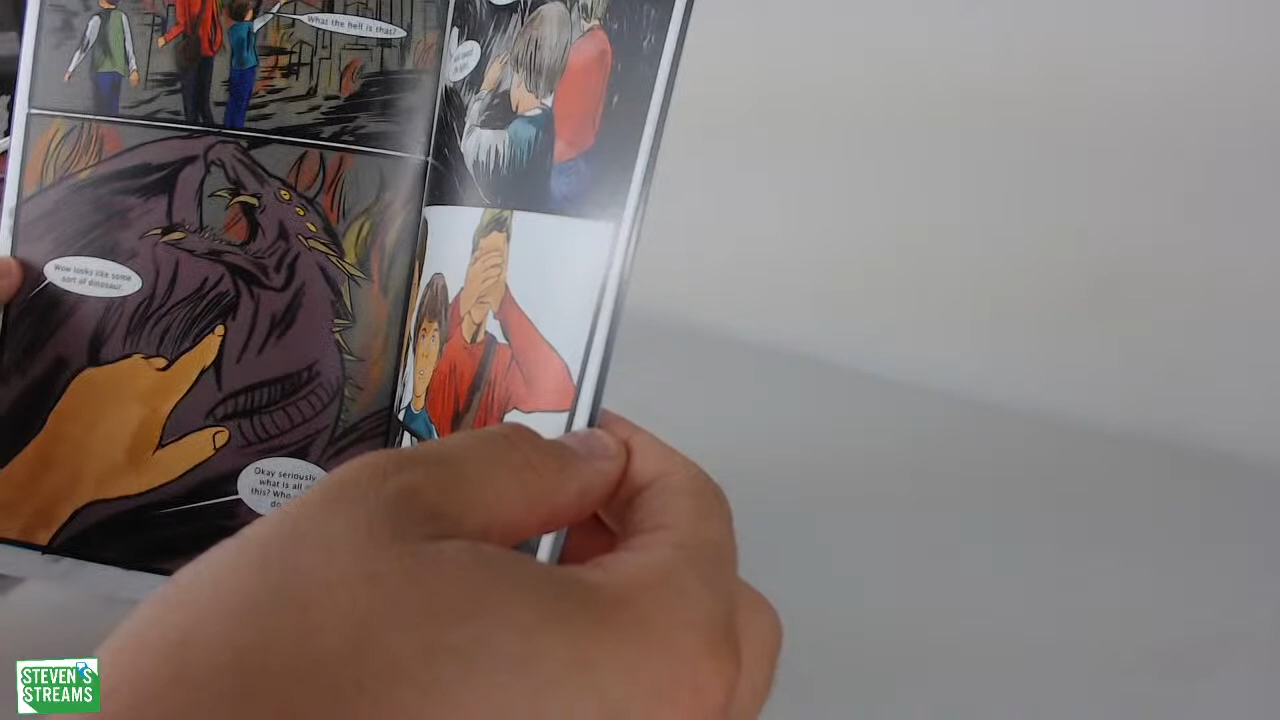 What the hell is that?
Wow looks like some
sort of dinosaur.
Okay seriously
what is all
this? Who
do
STEVEN'S
STREAMS